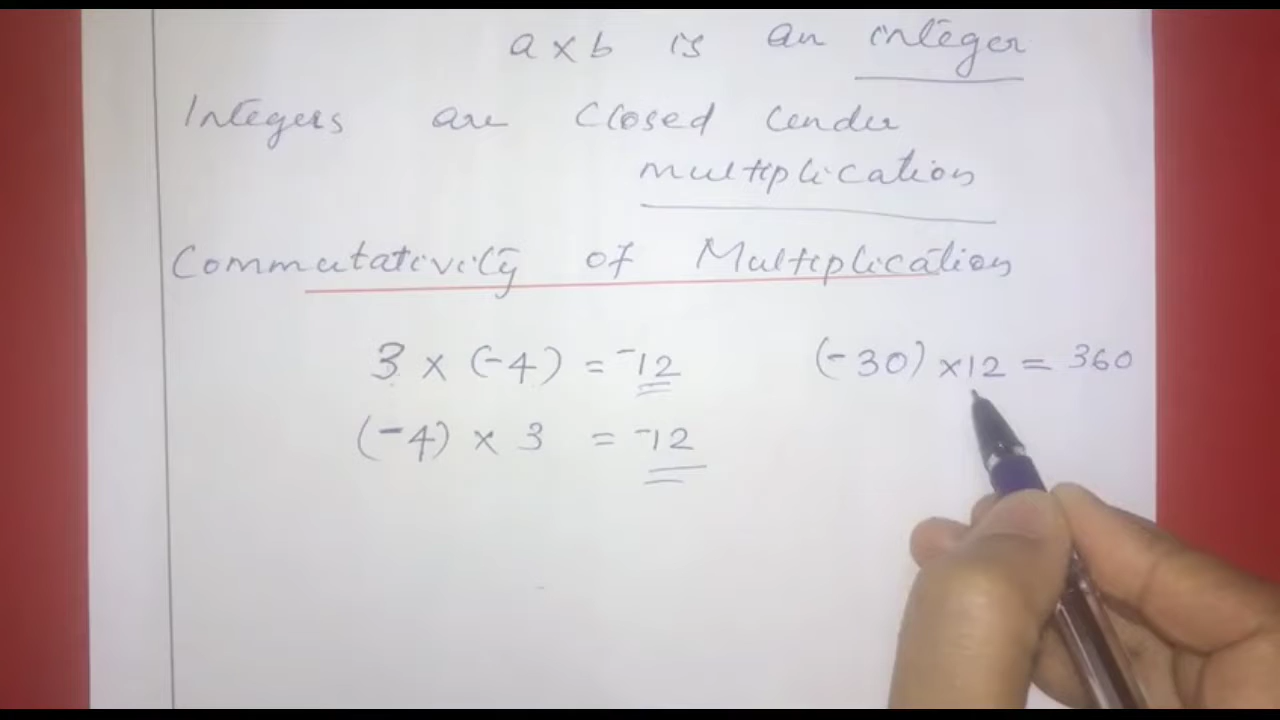 a × b is an integer
Integers are closed under
multiplication
Commutativity of Multiplication
3 × (-4) = -12
(-4) × 3 = -12
(-30) × 12 = 360